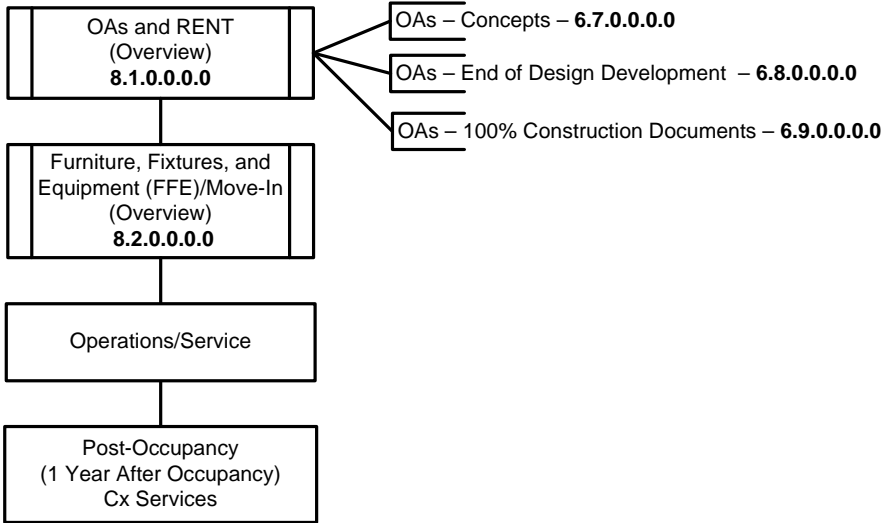 OAs and RENT
(Overview)
8.1.0.0.0.0
OAs – Concepts – 6.7.0.0.0.0
OAs – End of Design Development – 6.8.0.0.0.0
OAs – 100% Construction Documents – 6.9.0.0.0.0
Furniture, Fixtures, and
Equipment (FFE)/Move-In
(Overview)
8.2.0.0.0.0
Operations/Service
Post-Occupancy
(1 Year After Occupancy)
Cx Services